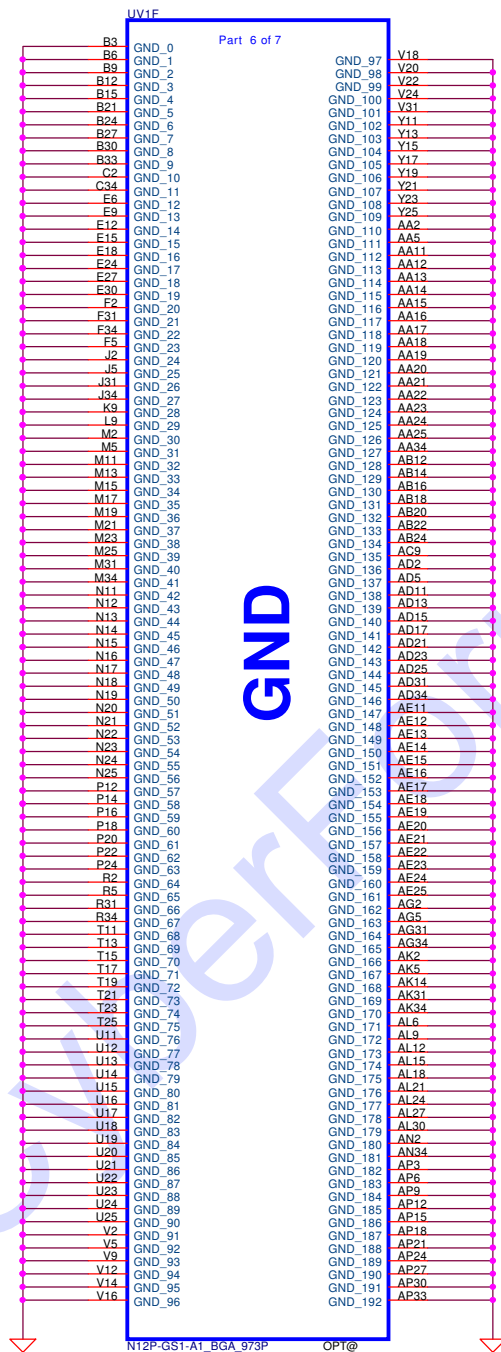 UV1F
Part 6 of 7
B3 GND_0
B6 GND_1
B9 GND_2
B12 GND_3
B15 GND_4
B21 GND_5
B24 GND_6
B27 GND_7
B30 GND_8
B33 GND_9
C2 GND_10
C34 GND_11
E6 GND_12
E9 GND_13
E12 GND_14
E15 GND_15
E18 GND_16
E24 GND_17
E27 GND_18
E30 GND_19
F2 GND_20
F31 GND_21
F34 GND_22
F5 GND_23
J2 GND_24
J5 GND_25
J31 GND_26
J34 GND_27
K9 GND_28
L9 GND_29
M2 GND_30
M5 GND_31
M11 GND_32
M13 GND_33
M15 GND_34
M17 GND_35
M19 GND_36
M21 GND_37
M23 GND_38
M25 GND_39
M31 GND_40
M34 GND_41
N11 GND_42
N12 GND_43
N13 GND_44
N14 GND_45
N15 GND_46
N16 GND_47
N17 GND_48
N18 GND_49
N19 GND_50
N20 GND_51
N21 GND_52
N22 GND_53
N23 GND_54
N24 GND_55
N25 GND_56
P12 GND_57
P14 GND_58
P16 GND_59
P18 GND_60
P20 GND_61
P22 GND_62
P24 GND_63
R2 GND_64
R5 GND_65
R31 GND_66
R34 GND_67
T11 GND_68
T13 GND_69
T15 GND_70
T17 GND_71
T19 GND_72
T21 GND_73
T23 GND_74
T25 GND_75
U11 GND_76
U12 GND_77
U13 GND_78
U14 GND_79
U15 GND_80
U16 GND_81
U17 GND_82
U18 GND_83
U19 GND_84
U20 GND_85
U21 GND_86
U22 GND_87
U23 GND_88
U24 GND_89
U25 GND_90
V2 GND_91
V5 GND_92
V9 GND_93
V12 GND_94
V14 GND_95
V16 GND_96
GND
GND_97 V18
GND_98 V20
GND_99 V22
GND_100 V24
GND_101 V31
GND_102 Y11
GND_103 Y13
GND_104 Y15
GND_105 Y17
GND_106 Y19
GND_107 Y21
GND_108 Y23
GND_109 Y25
GND_110 AA2
GND_111 AA5
GND_112 AA11
GND_113 AA12
GND_114 AA13
GND_115 AA14
GND_116 AA15
GND_117 AA16
GND_118 AA17
GND_119 AA18
GND_120 AA19
GND_121 AA20
GND_122 AA21
GND_123 AA22
GND_124 AA23
GND_125 AA24
GND_126 AA25
GND_127 AA34
GND_128 AB12
GND_129 AB14
GND_130 AB16
GND_131 AB18
GND_132 AB20
GND_133 AB22
GND_134 AB24
GND_135 AC9
GND_136 AD2
GND_137 AD5
GND_138 AD11
GND_139 AD13
GND_140 AD15
GND_141 AD17
GND_142 AD21
GND_143 AD23
GND_144 AD25
GND_145 AD31
GND_146 AD34
GND_147 AE11
GND_148 AE12
GND_149 AE13
GND_150 AE14
GND_151 AE15
GND_152 AE16
GND_153 AE17
GND_154 AE18
GND_155 AE19
GND_156 AE20
GND_157 AE21
GND_158 AE22
GND_159 AE23
GND_160 AE24
GND_161 AE25
GND_162 AG2
GND_163 AG5
GND_164 AG31
GND_165 AG34
GND_166 AK2
GND_167 AK5
GND_168 AK14
GND_169 AK31
GND_170 AK34
GND_171 AL6
GND_172 AL9
GND_173 AL12
GND_174 AL15
GND_175 AL18
GND_176 AL21
GND_177 AL24
GND_178 AL27
GND_179 AL30
GND_180 AN2
GND_181 AN34
GND_182 AP3
GND_183 AP6
GND_184 AP9
GND_185 AP12
GND_186 AP15
GND_187 AP18
GND_188 AP21
GND_189 AP24
GND_190 AP27
GND_191 AP30
GND_192 AP33
N12P-GS1-A1_BGA_973P OPT@